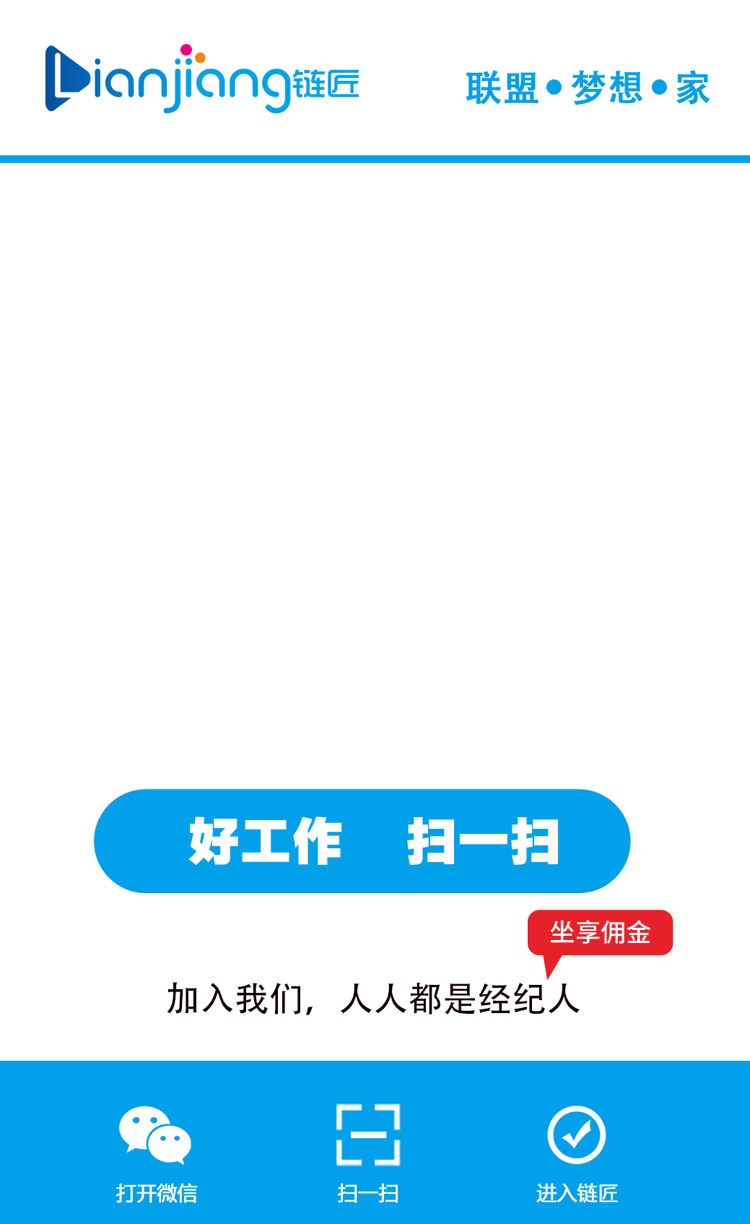 Lianjiang链匠
联盟•梦想•家
好工作 扫一扫
坐享佣金
加入我们，人人都是经纪人
打开微信 扫一扫 进入链匠